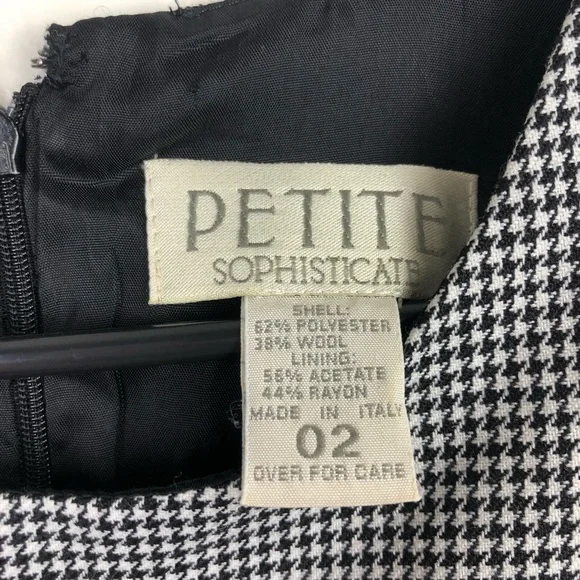 PETITE
SOPHISTICATE
SHELL:
62% POLYESTER
38% WOOL
LINING:
56% ACETATE
44% RAYON
MADE IN ITALY
02
OVER FOR CARE